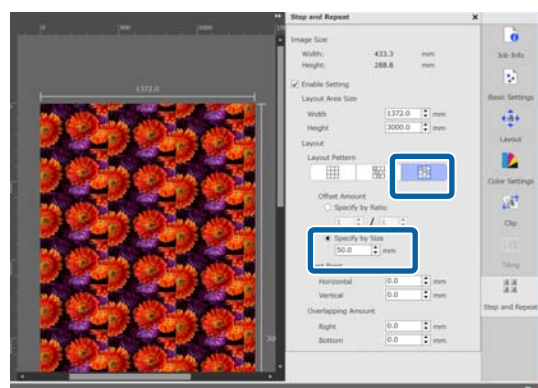 0
500
1000
Step and Repeat
Image Size
Width: 433.3 mm
Height: 288.8 mm
Enable Setting
Layout Area Size
Width 1372.0 mm
Height 3000.0 mm
Layout
Layout Pattern
Offset Amount
Specify by Ratio
1 / 1
Specify by Size
50.0 mm
Horizontal 0.0 mm
Vertical 0.0 mm
Overlapping Amount
Right 0.0 mm
Bottom 0.0 mm
1372.0
Job Info
Basic Settings
Layout
Color Settings
Clip
Tiling
Step and Repeat